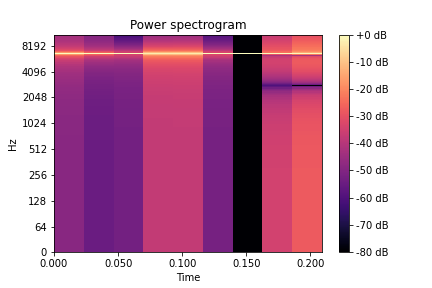 Power spectrogram
8192
4096
2048
1024
512
256
128
64
0
Hz
0.000 0.050 0.100 0.150 0.200
Time
+0 dB
-10 dB
-20 dB
-30 dB
-40 dB
-50 dB
-60 dB
-70 dB
-80 dB